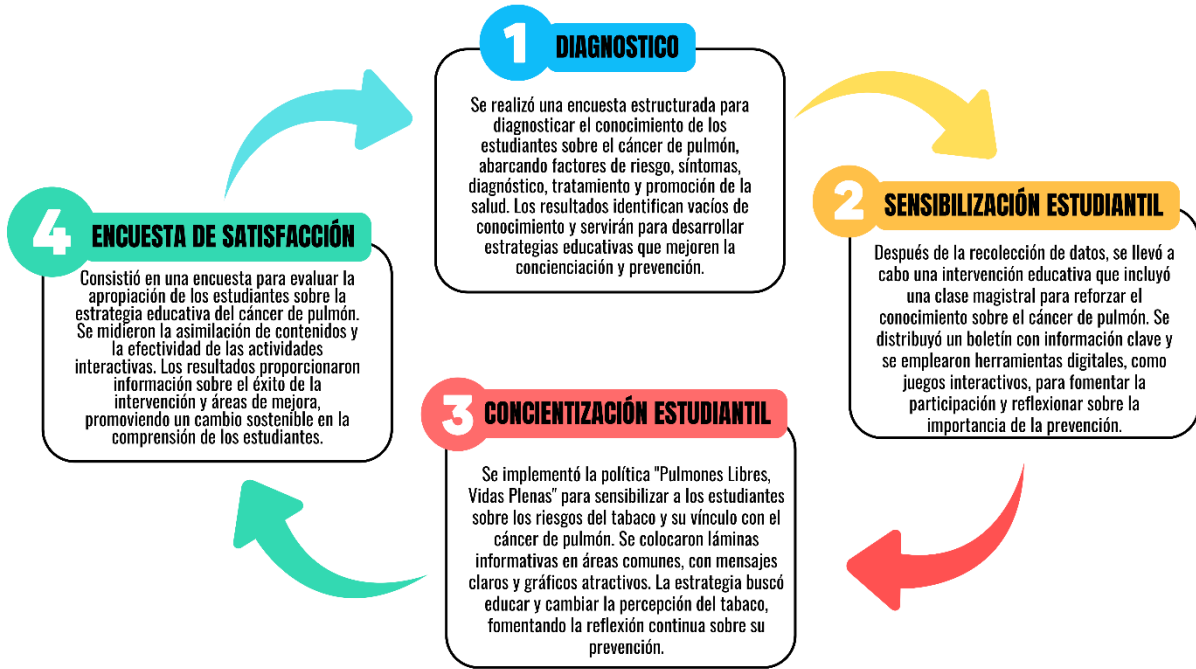 1 DIAGNOSTICO
Se realizó una encuesta estructurada para
diagnosticar el conocimiento de los
estudiantes sobre el cáncer de pulmón,
abarcando factores de riesgo, síntomas,
diagnóstico, tratamiento y promoción de la
salud. Los resultados identifican vacíos de
conocimiento y servirán para desarrollar
estrategias educativas que mejoren la
concienciación y prevención.
2 SENSIBILIZACIÓN ESTUDIANTIL
Después de la recolección de datos, se llevó a
cabo una intervención educativa que incluyó
una clase magistral para reforzar el
conocimiento sobre el cáncer de pulmón. Se
distribuyó un boletín con información clave y
se emplearon herramientas digitales, como
juegos interactivos, para fomentar la
participación y reflexionar sobre la
importancia de la prevención.
3 CONCIENTIZACIÓN ESTUDIANTIL
Se implementó la política "Pulmones Libres,
Vidas Plenas" para sensibilizar a los estudiantes
sobre los riesgos del tabaco y su vínculo con el
cáncer de pulmón. Se colocaron láminas
informativas en áreas comunes, con mensajes
claros y gráficos atractivos. La estrategia buscó
educar y cambiar la percepción del tabaco,
fomentando la reflexión continua sobre su
prevención.
4 ENCUESTA DE SATISFACCIÓN
Consistió en una encuesta para evaluar la
apropiación de los estudiantes sobre la
estrategia educativa del cáncer de pulmón.
Se midieron la asimilación de contenidos y
la efectividad de las actividades
interactivas. Los resultados proporcionaron
información sobre el éxito de la
intervención y áreas de mejora,
promoviendo un cambio sostenible en la
comprensión de los estudiantes.